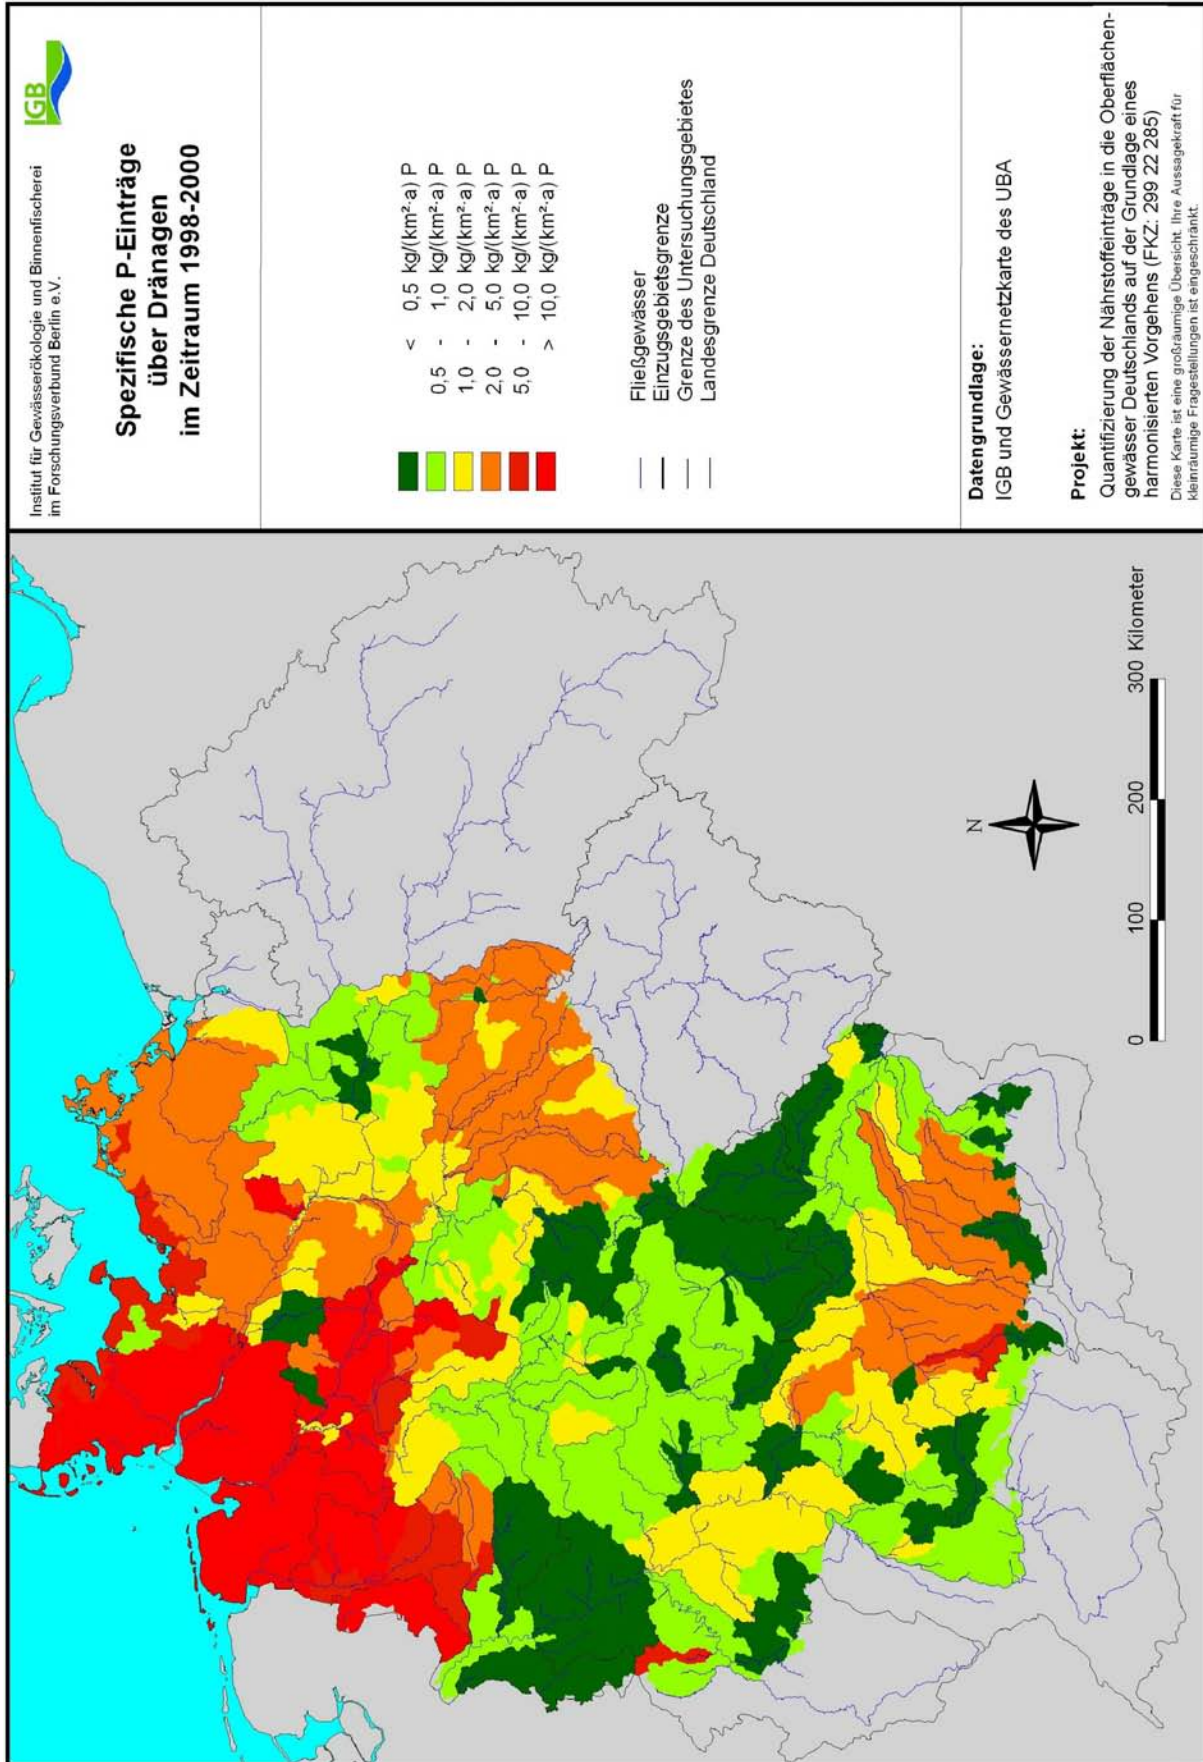 IGB
Institut für Gewässerökologie und Binnenfischerei
im Forschungsverbund Berlin e.V.
Spezifische P-Einträge
über Dränagen
im Zeitraum 1998-2000
< 0,5 kg/(km²·a) P
0,5 - 1,0 kg/(km²·a) P
1,0 - 2,0 kg/(km²·a) P
2,0 - 5,0 kg/(km²·a) P
5,0 - 10,0 kg/(km²·a) P
> 10,0 kg/(km²·a) P
Fließgewässer
Einzugsgebietsgrenze
Grenze des Untersuchungsgebietes
Landesgrenze Deutschland
Datengrundlage:
IGB und Gewässernetzkarte des UBA
Projekt:
Quantifizierung der Nährstoffeinträge in die Oberflächen-
gewässer Deutschlands auf der Grundlage eines
harmonisierten Vorgehens (FKZ: 299 22 285)
Diese Karte ist eine großräumige Übersicht. Ihre Aussagekraft für
kleinräumige Fragestellungen ist eingeschränkt.
N
0 100 200 300 Kilometer